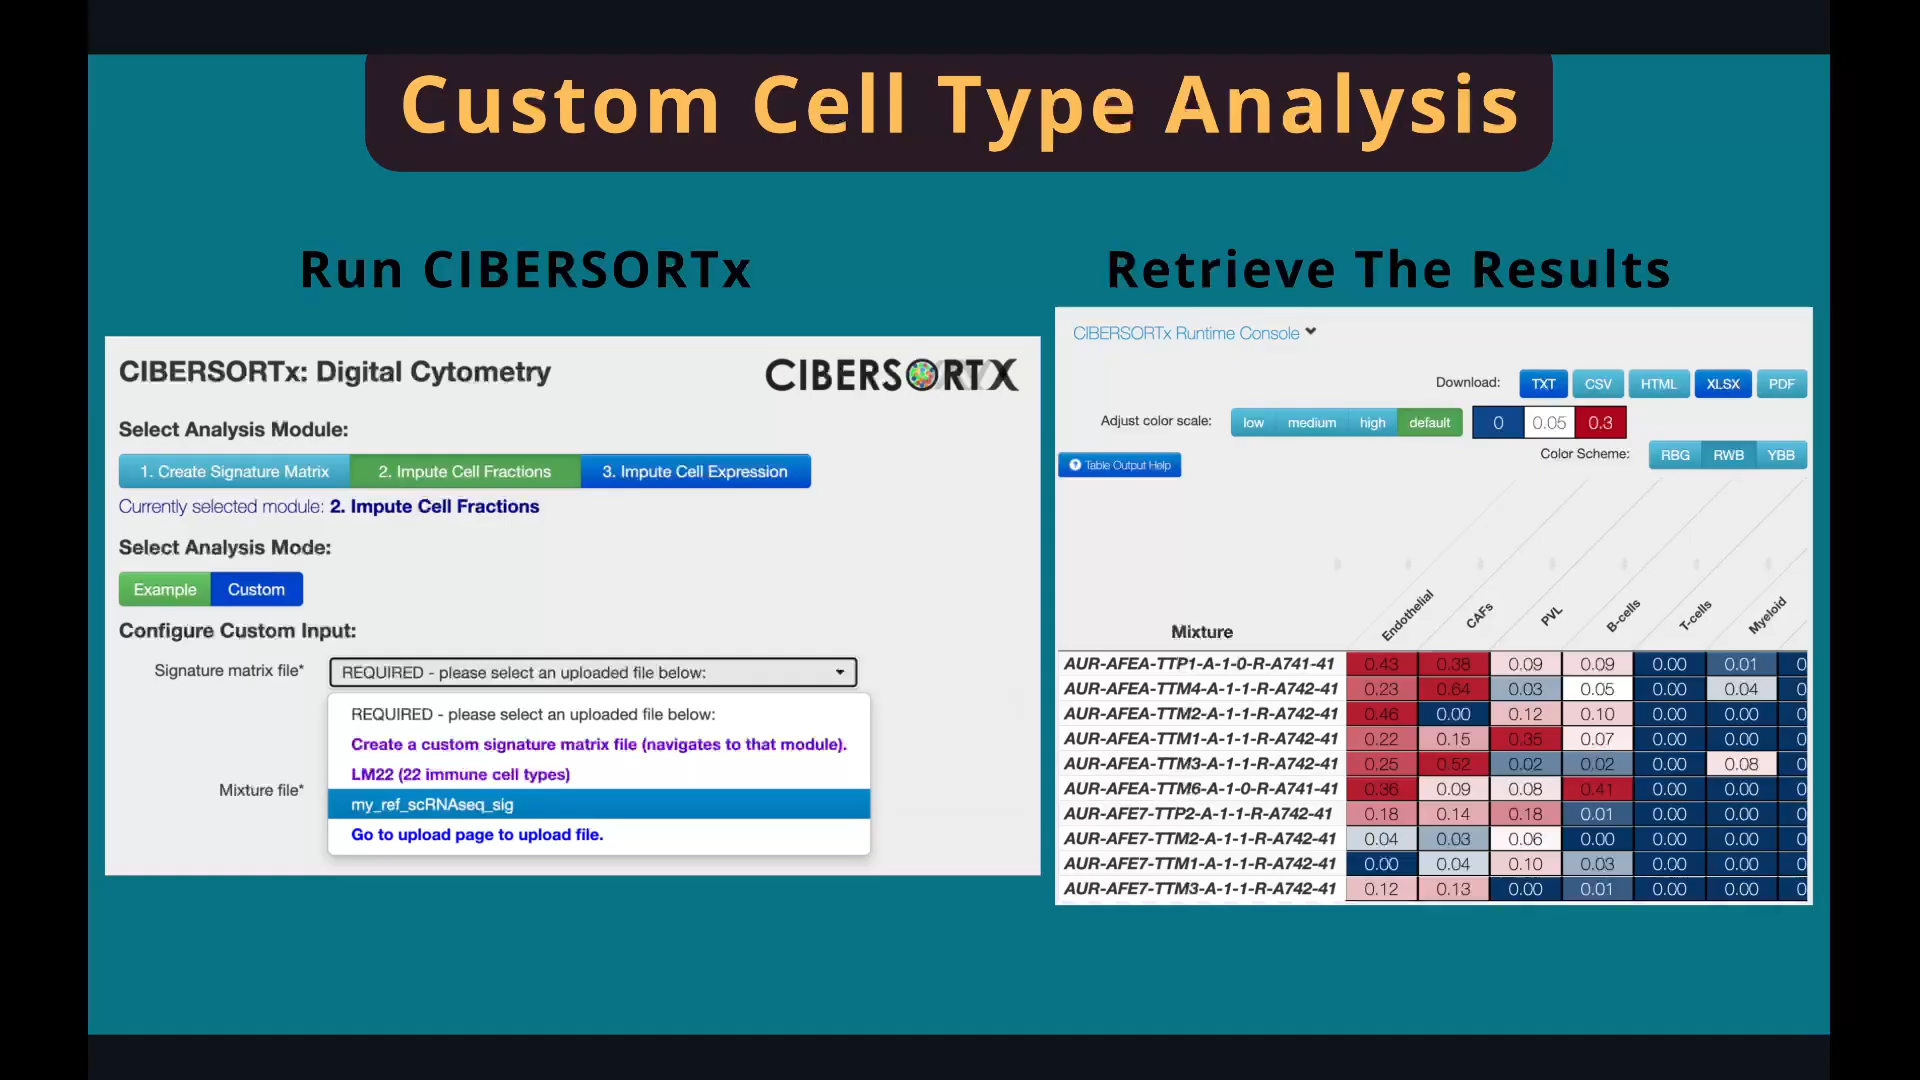 Custom Cell Type Analysis
Run CIBERSORTx
CIBERSORTx: Digital Cytometry
CIBERSORTX
Select Analysis Module:
1. Create Signature Matrix 2. Impute Cell Fractions 3. Impute Cell Expression
Currently selected module: 2. Impute Cell Fractions
Select Analysis Mode:
Example Custom
Configure Custom Input:
Signature matrix file* REQUIRED - please select an uploaded file below:
REQUIRED - please select an uploaded file below:
Create a custom signature matrix file (navigates to that module).
LM22 (22 immune cell types)
Mixture file*
my_ref_scRNAseq_sig
Go to upload page to upload file.
Retrieve The Results
CIBERSORTx Runtime Console
Download: TXT CSV HTML XLSX PDF
Adjust color scale: low medium high default 0 0.05 0.3
Color Scheme: RBG RWB YBB
Table Output Help
Mixture Endothelial CAFs PVL B-cells T-cells Myeloid
AUR-AFEA-TTP1-A-1-0-R-A741-41 0.43 0.38 0.09 0.09 0.00 0.01 0
AUR-AFEA-TTM4-A-1-1-R-A742-41 0.23 0.64 0.03 0.05 0.00 0.04 0
AUR-AFEA-TTM2-A-1-1-R-A742-41 0.46 0.00 0.12 0.10 0.00 0.00 0
AUR-AFEA-TTM1-A-1-1-R-A742-41 0.22 0.15 0.35 0.07 0.00 0.00 0
AUR-AFEA-TTM3-A-1-1-R-A742-41 0.25 0.52 0.02 0.02 0.00 0.08 0
AUR-AFEA-TTM6-A-1-0-R-A741-41 0.36 0.09 0.08 0.41 0.00 0.00 0
AUR-AFE7-TTP2-A-1-1-R-A742-41 0.18 0.14 0.18 0.01 0.00 0.00 0
AUR-AFE7-TTM2-A-1-1-R-A742-41 0.04 0.03 0.06 0.00 0.00 0.00 0
AUR-AFE7-TTM1-A-1-1-R-A742-41 0.00 0.04 0.10 0.03 0.00 0.00 0
AUR-AFE7-TTM3-A-1-1-R-A742-41 0.12 0.13 0.00 0.01 0.00 0.00 0